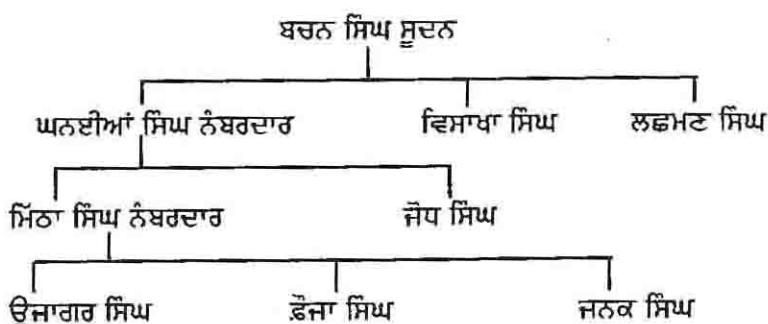 ਬਚਨ ਸਿੰਘ ਸੂਦਨ
ਘਨਈਆਂ ਸਿੰਘ ਨੰਬਰਦਾਰ ਵਿਸਾਖਾ ਸਿੰਘ ਲਛਮਣ ਸਿੰਘ
ਮਿੱਠਾ ਸਿੰਘ ਨੰਬਰਦਾਰ ਜੋਧ ਸਿੰਘ
ਉਜਾਗਰ ਸਿੰਘ ਫ਼ੌਜਾ ਸਿੰਘ ਜਨਕ ਸਿੰਘ